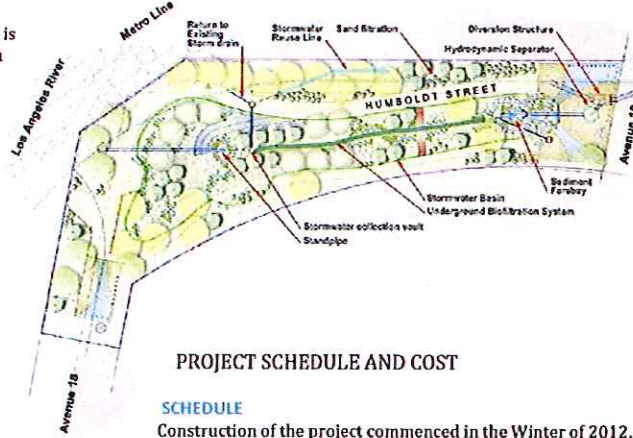 is
Metro Line
Los Angeles River
Return to
Existing
Storm drain
Stormwater
Reuse Line
Sand filtration
Diversion Structure
Hydrodynamic Separator
HUMBOLDT STREET
Sediment
Forebay
Stormwater Basin
Underground Biofiltration System
Stormwater collection vault
Standpipe
Avenue 18
PROJECT SCHEDULE AND COST
SCHEDULE
Construction of the project commenced in the Winter of 2012.